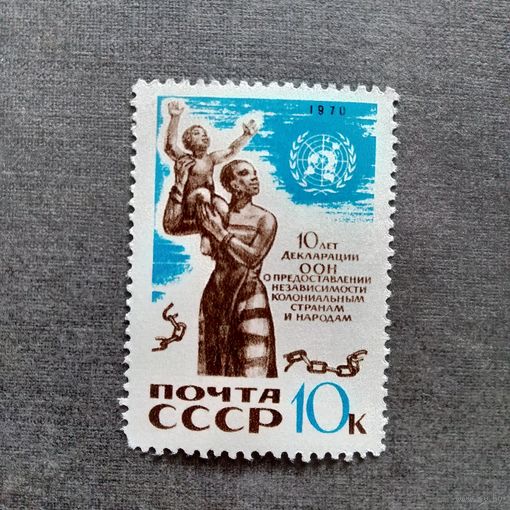 1970
10 ЛЕТ
ДЕКЛАРАЦИИ
ООН
О ПРЕДОСТАВЛЕНИИ
НЕЗАВИСИМОСТИ
КОЛОНИАЛЬНЫМ
СТРАНАМ
И НАРОДАМ
ПОЧТА
СССР 10К